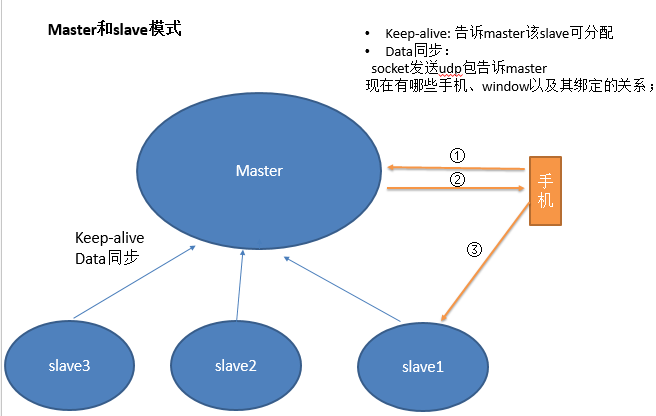 Master和slave模式
• Keep-alive: 告诉master该slave可分配
• Data同步：
socket发送udp包告诉master
现在有哪些手机、window以及其绑定的关系；
Master
①
②
手
机
③
Keep-alive
Data同步
slave3
slave2
slave1